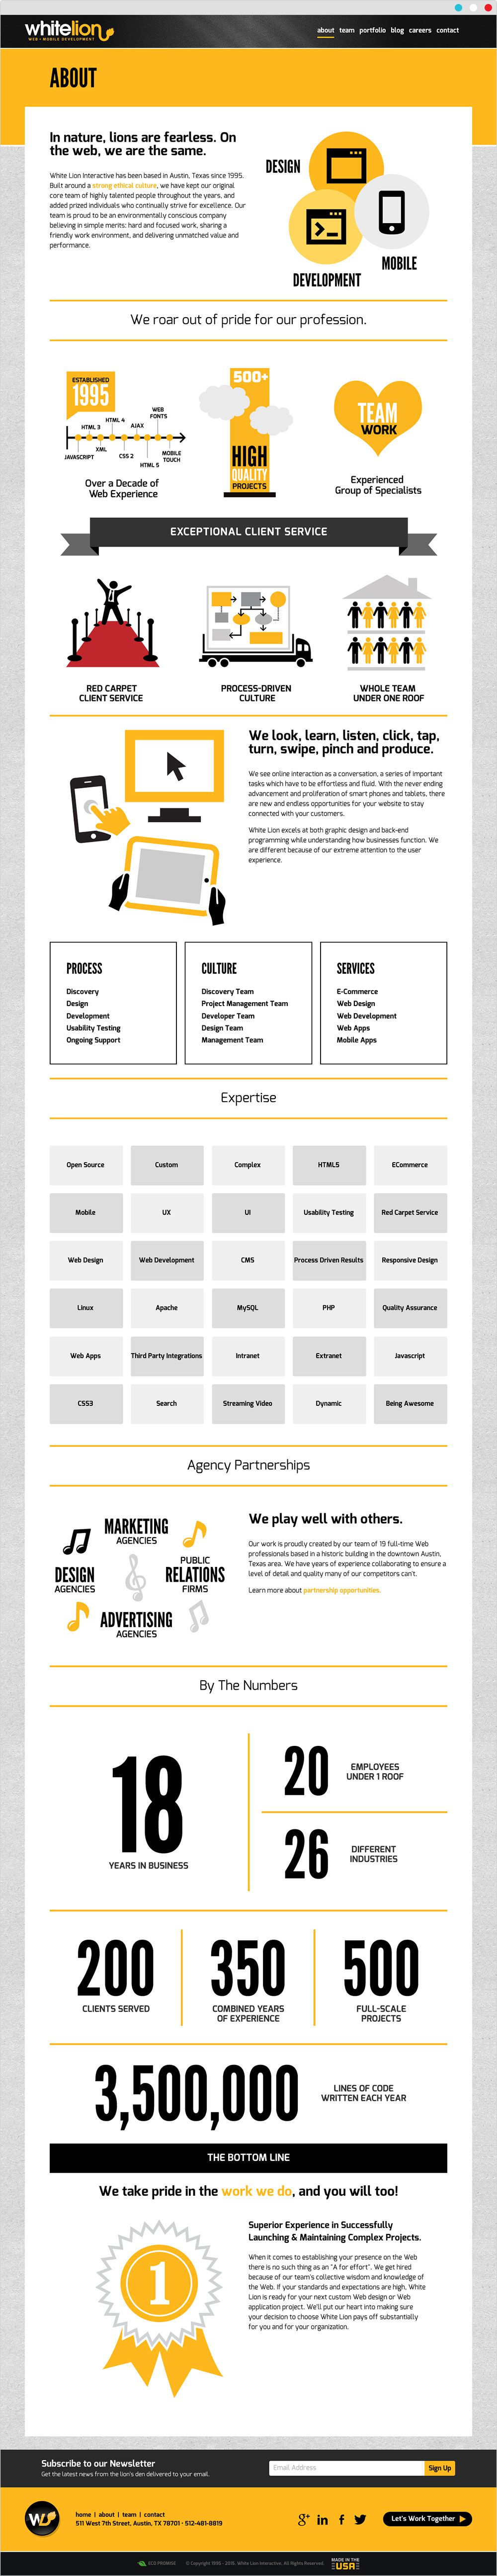 whitelion
WEB + MOBILE DEVELOPMENT
about team portfolio blog careers contact
ABOUT
In nature, lions are fearless. On
the web, we are the same.
White Lion Interactive has been based in Austin, Texas since 1995.
Built around a strong ethical culture, we have kept our original
core team of highly talented people throughout the years, and
added prized individuals who continually strive for excellence. Our
team is proud to be an environmentally conscious company
believing in simple merits: hard and focused work, sharing a
friendly work environment, and delivering unmatched value and
performance.
DESIGN
MOBILE
DEVELOPMENT
We roar out of pride for our profession.
ESTABLISHED
1995
WEB
FONTS
HTML 4
AJAX
HTML 3
XML
JAVASCRIPT
CSS 2
MOBILE
TOUCH
HTML 5
Over a Decade of
Web Experience
500+
HIGH
QUALITY
PROJECTS
TEAM
WORK
Experienced
Group of Specialists
EXCEPTIONAL CLIENT SERVICE
RED CARPET
CLIENT SERVICE
PROCESS-DRIVEN
CULTURE
WHOLE TEAM
UNDER ONE ROOF
We look, learn, listen, click, tap,
turn, swipe, pinch and produce.
We see online interaction as a conversation, a series of important
tasks which have to be effortless and fluid. With the never ending
advancement and proliferation of smart phones and tablets, there
are new and endless opportunities for your website to stay
connected with your customers.
White Lion excels at both graphic design and back-end
programming while understanding how businesses function. We
are different because of our extreme attention to the user
experience.
PROCESS
Discovery
Design
Development
Usability Testing
Ongoing Support
CULTURE
Discovery Team
Project Management Team
Developer Team
Design Team
Management Team
SERVICES
E-Commerce
Web Design
Web Development
Web Apps
Mobile Apps
Expertise
Open Source
Custom
Complex
HTML5
ECommerce
Mobile
UX
UI
Usability Testing
Red Carpet Service
Web Design
Web Development
CMS
Process Driven Results
Responsive Design
Linux
Apache
MySQL
PHP
Quality Assurance
Web Apps
Third Party Integrations
Intranet
Extranet
Javascript
CSS3
Search
Streaming Video
Dynamic
Being Awesome
Agency Partnerships
MARKETING
AGENCIES
PUBLIC
RELATIONS
FIRMS
DESIGN
AGENCIES
ADVERTISING
AGENCIES
We play well with others.
Our work is proudly created by our team of 19 full-time Web
professionals based in a historic building in the downtown Austin,
Texas area. We have years of experience collaborating to ensure a
level of detail and quality many of our competitors can't.
Learn more about partnership opportunities.
By The Numbers
18
YEARS IN BUSINESS
20
EMPLOYEES
UNDER 1 ROOF
26
DIFFERENT
INDUSTRIES
200
CLIENTS SERVED
350
COMBINED YEARS
OF EXPERIENCE
500
FULL-SCALE
PROJECTS
3,500,000
LINES OF CODE
WRITTEN EACH YEAR
THE BOTTOM LINE
We take pride in the work we do, and you will too!
1
Superior Experience in Successfully
Launching & Maintaining Complex Projects.
When it comes to establishing your presence on the Web
there is no such thing as an "A for effort". We get hired
because of our team's collective wisdom and knowledge of
the Web. If your standards and expectations are high, White
Lion is ready for your next custom Web design or Web
application project. We'll put our heart into making sure
your decision to choose White Lion pays off substantially
for you and for your organization.
Subscribe to our Newsletter
Get the latest news from the lion's den delivered to your email.
Email Address
Sign Up
home | about | team | contact
511 West 7th Street, Austin, TX 78701 · 512-481-8819
g+ in f
Let's Work Together
ECO PROMISE
© Copyright 1995 - 2015 White Lion Interactive, All Rights Reserved
MADE IN THE
USA